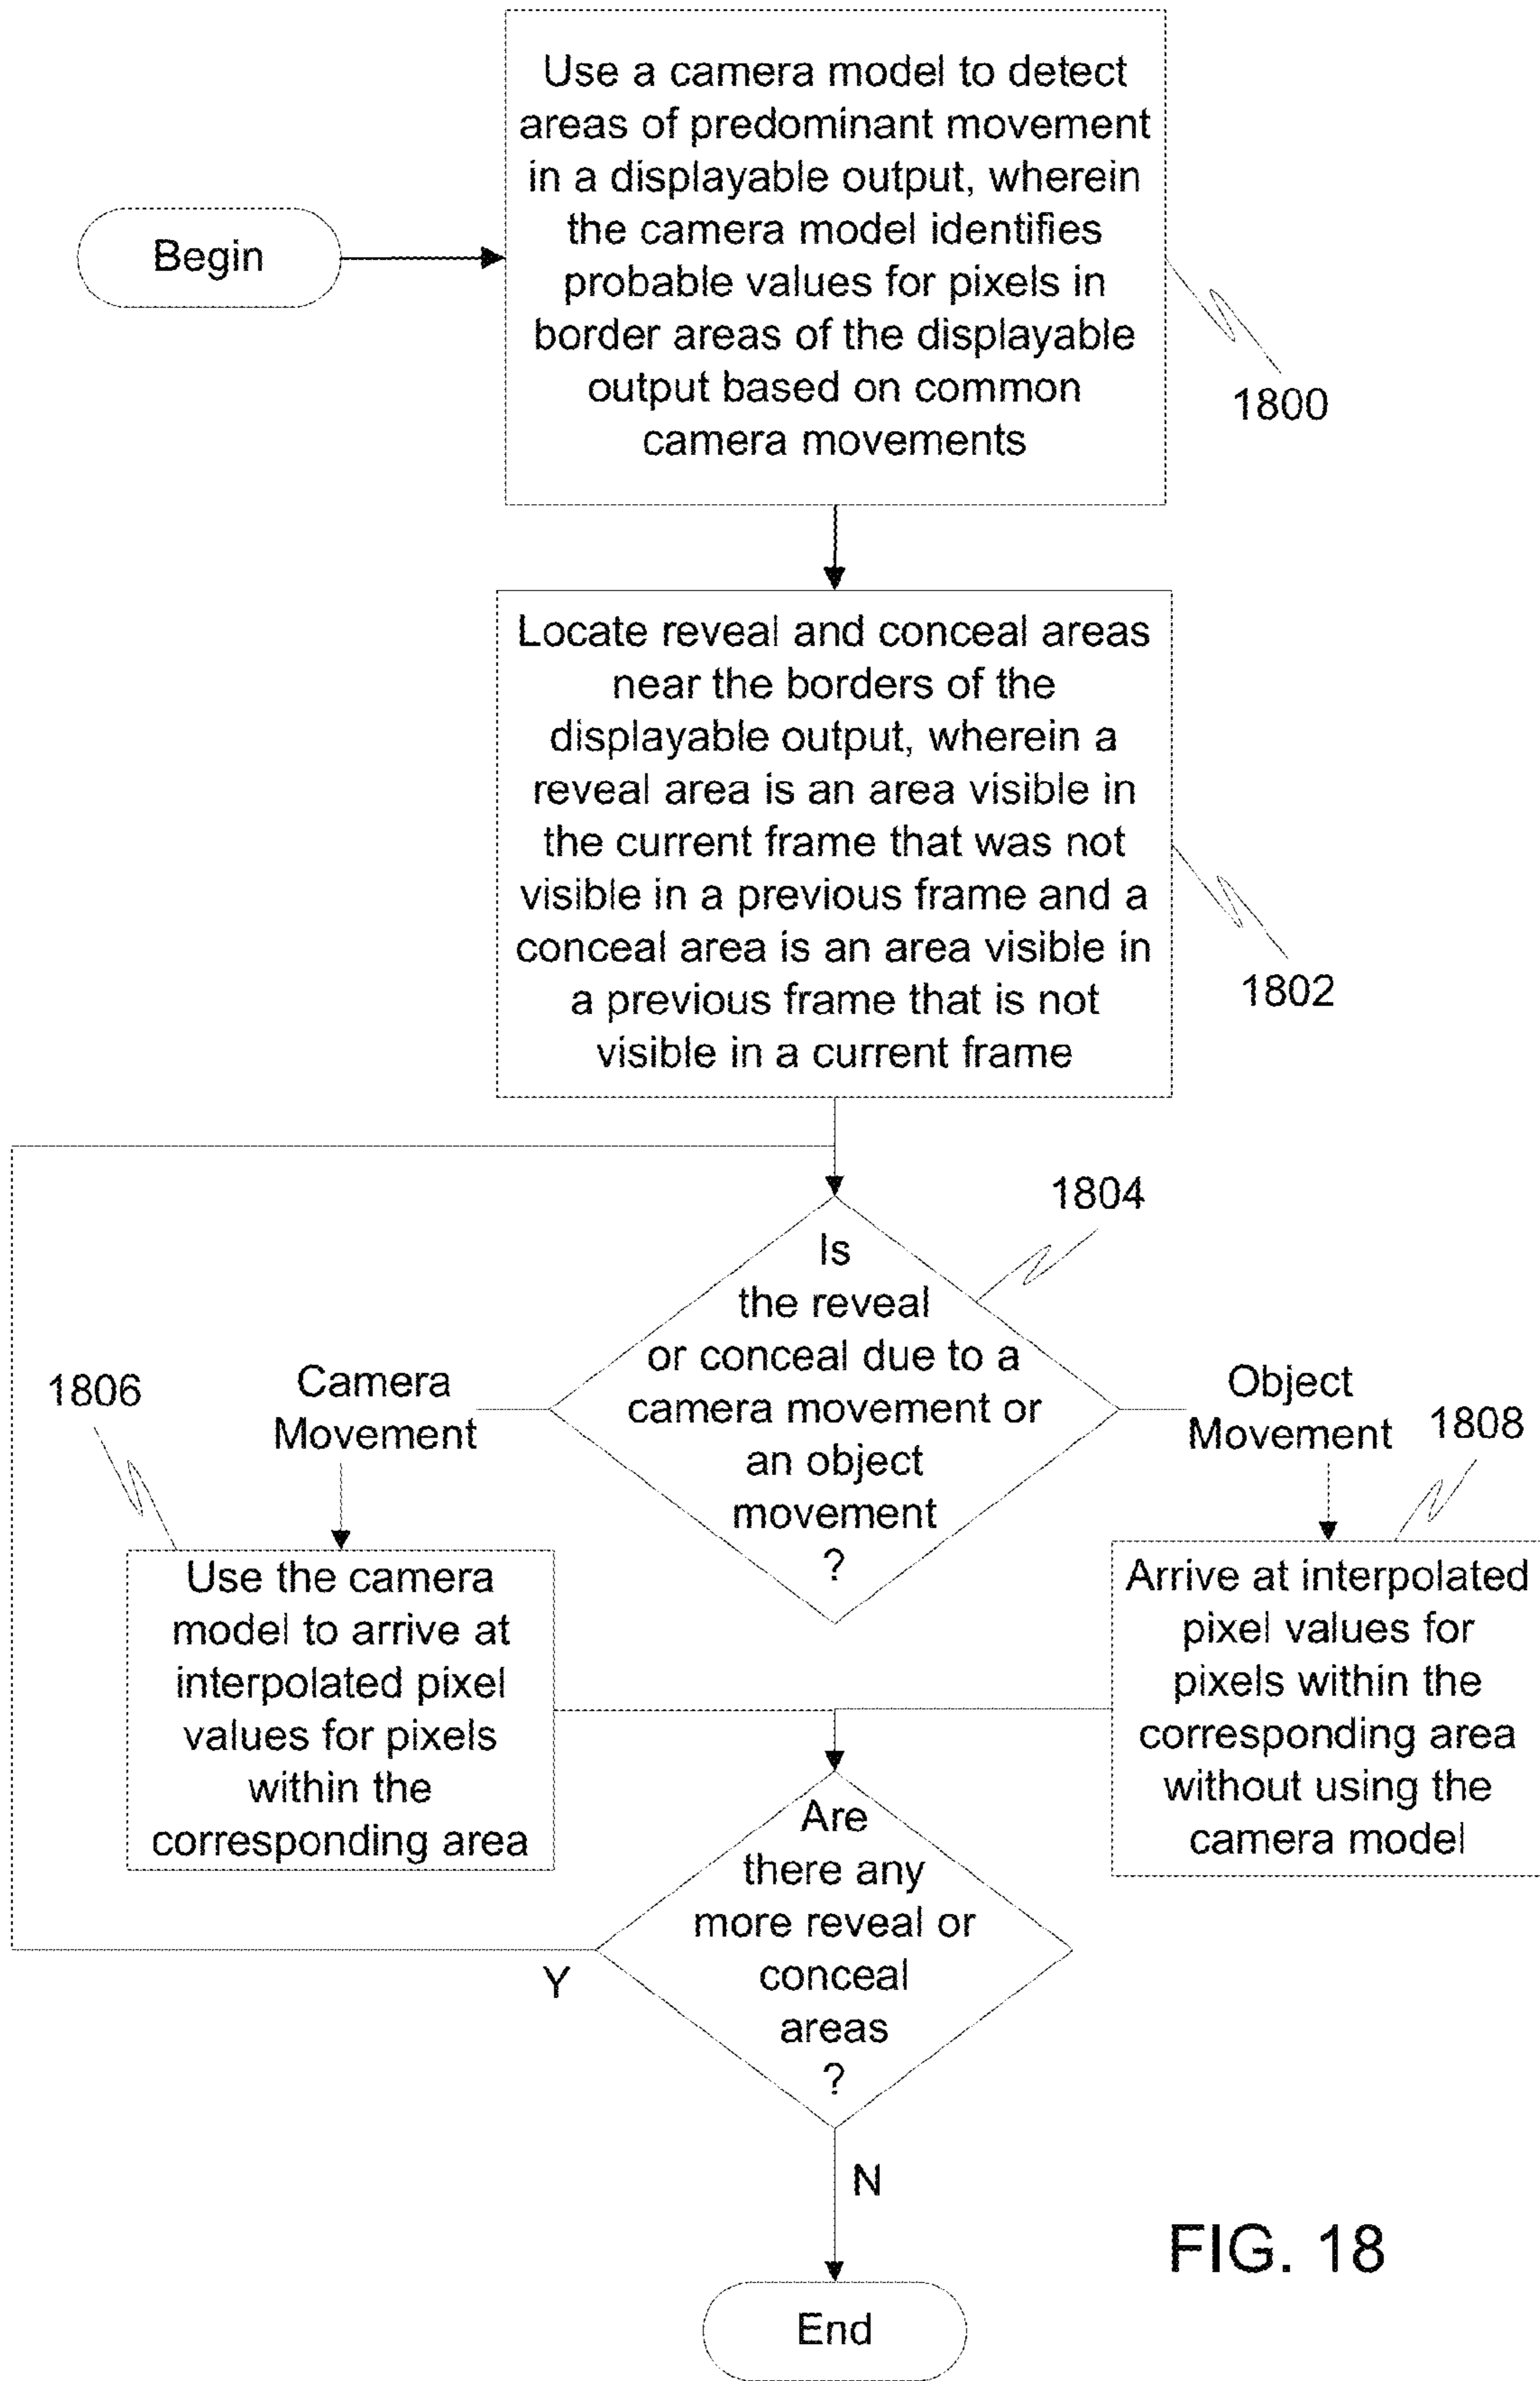 Use a camera model to detect
areas of predominant movement
in a displayable output, wherein
the camera model identifies
probable values for pixels in
border areas of the displayable
output based on common
camera movements
Begin
1800
Locate reveal and conceal areas
near the borders of the
displayable output, wherein a
reveal area is an area visible in
the current frame that was not
visible in a previous frame and a
conceal area is an area visible in
a previous frame that is not
visible in a current frame
1802
1804
Is
the reveal
or conceal due to a
camera movement or
an object
movement
?
1806
Camera
Movement
Object
Movement
1808
Use the camera
model to arrive at
interpolated pixel
values for pixels
within the
corresponding area
Arrive at interpolated
pixel values for
pixels within the
corresponding area
without using the
camera model
Are
there any
more reveal or
conceal
areas
?
Y
N
End
FIG. 18